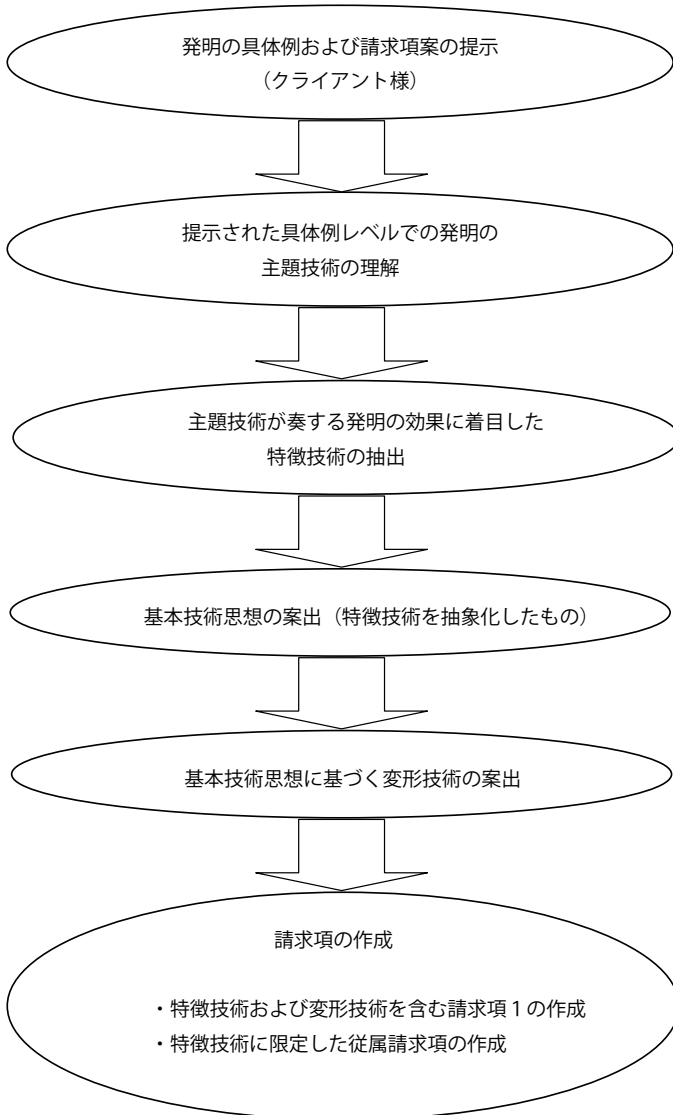 発明の具体例および請求項案の提示
（クライアント様）
提示された具体例レベルでの発明の
主題技術の理解
主題技術が奏する発明の効果に着目した
特徴技術の抽出
基本技術思想の案出（特徴技術を抽象化したもの）
基本技術思想に基づく変形技術の案出
請求項の作成
・特徴技術および変形技術を含む請求項１の作成
・特徴技術に限定した従属請求項の作成